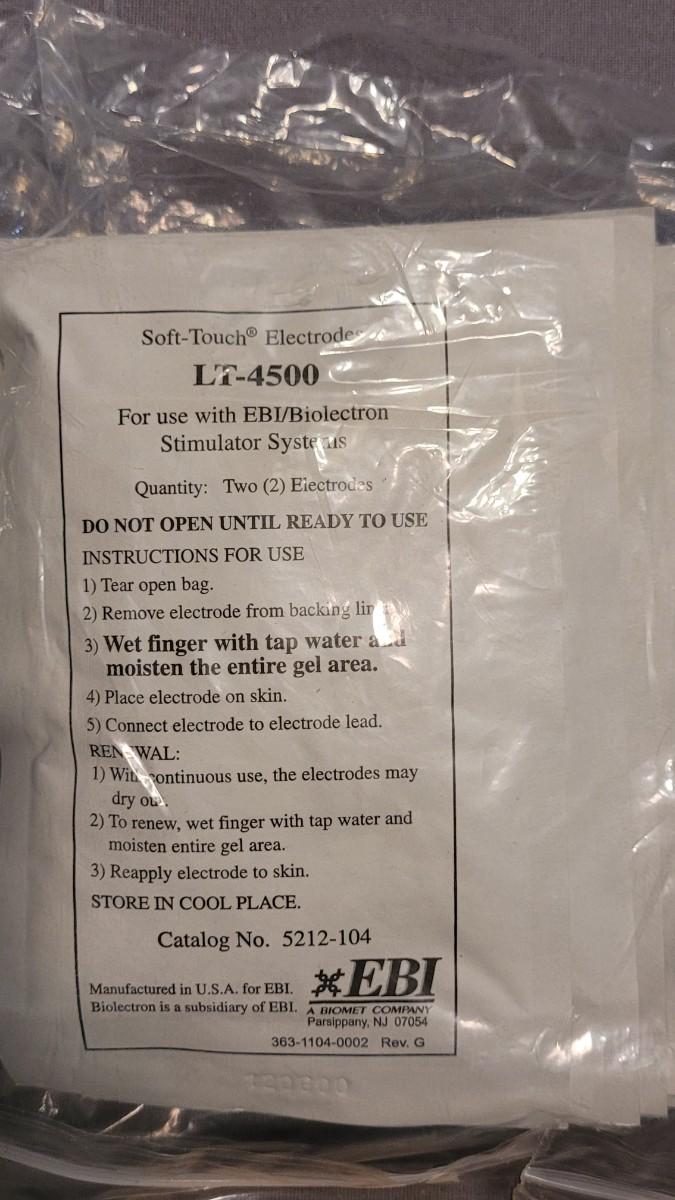 Soft-Touch® Electrodes
LT-4500
For use with EBI/Biolectron
Stimulator Systems
Quantity: Two (2) Electrodes
DO NOT OPEN UNTIL READY TO USE
INSTRUCTIONS FOR USE
1) Tear open bag.
2) Remove electrode from backing
3) Wet finger with tap water and
moisten the entire gel area.
4) Place electrode on skin.
5) Connect electrode to electrode lead.
RENEWAL:
1) With continuous use, the electrodes may
dry out.
2) To renew, wet finger with tap water and
moisten entire gel area.
3) Reapply electrode to skin.
STORE IN COOL PLACE.
Catalog No. 5212-104
Manufactured in U.S.A. for EBI.
Biolectron is a subsidiary of EBI.
EBI
A BIOMET COMPANY
Parsippany, NJ 07054
363-1104-0002 Rev. G